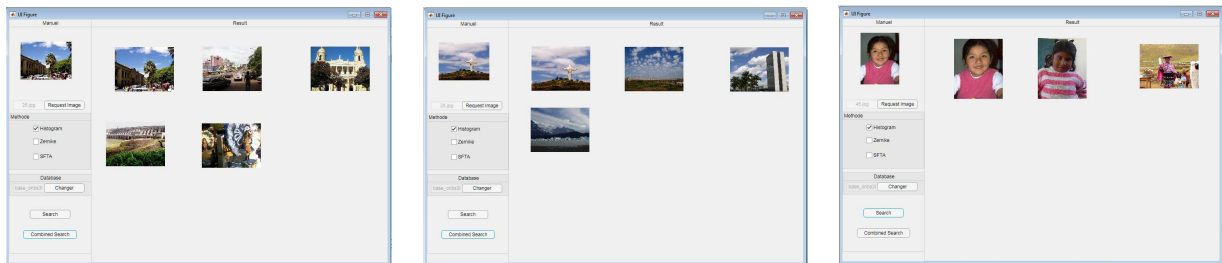 UI Figure
Manuel
Result
26.jpg
Request Image
Methode
Histogram
Zernike
SFTA
Database
Changer
Search
Combined Search
UI Figure
Manuel
Result
Request Image
Methode
Histogram
Zernike
SFTA
Database
Changer
Search
Combined Search
UI Figure
Manuel
Result
Request Image
Methode
Histogram
Zernike
SFTA
Database
Changer
Search
Combined Search